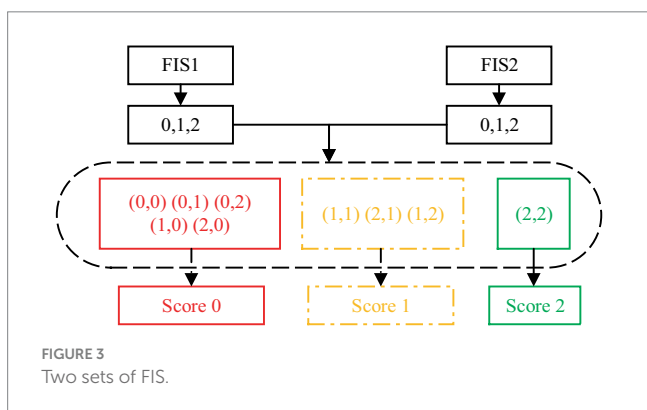 FIS1
FIS2
0,1,2
0,1,2
(0,0) (0,1) (0,2)
(1,0) (2,0)
(1,1) (2,1) (1,2)
(2,2)
Score 0
Score 1
Score 2
FIGURE 3
Two sets of FIS.